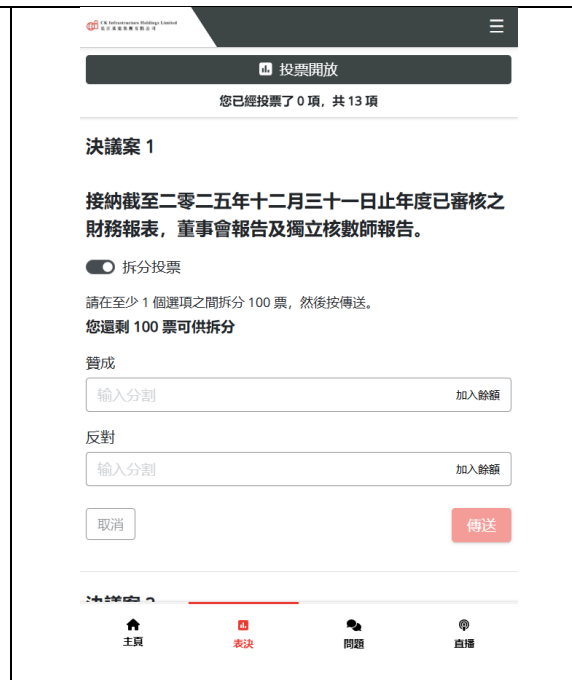 CK Infrastructure Holdings Limited
長江基建集團有限公司
投票開放
您已經投票了 0 項，共 13 項
決議案 1
接納截至二零二五年十二月三十一日止年度已審核之
財務報表，董事會報告及獨立核數師報告。
拆分投票
請在至少 1 個選項之間拆分 100 票，然後按傳送。
您還剩 100 票可供拆分
贊成
输入分割
加入餘額
反對
输入分割
加入餘額
取消
傳送
決議案 2
主頁
表決
問題
直播